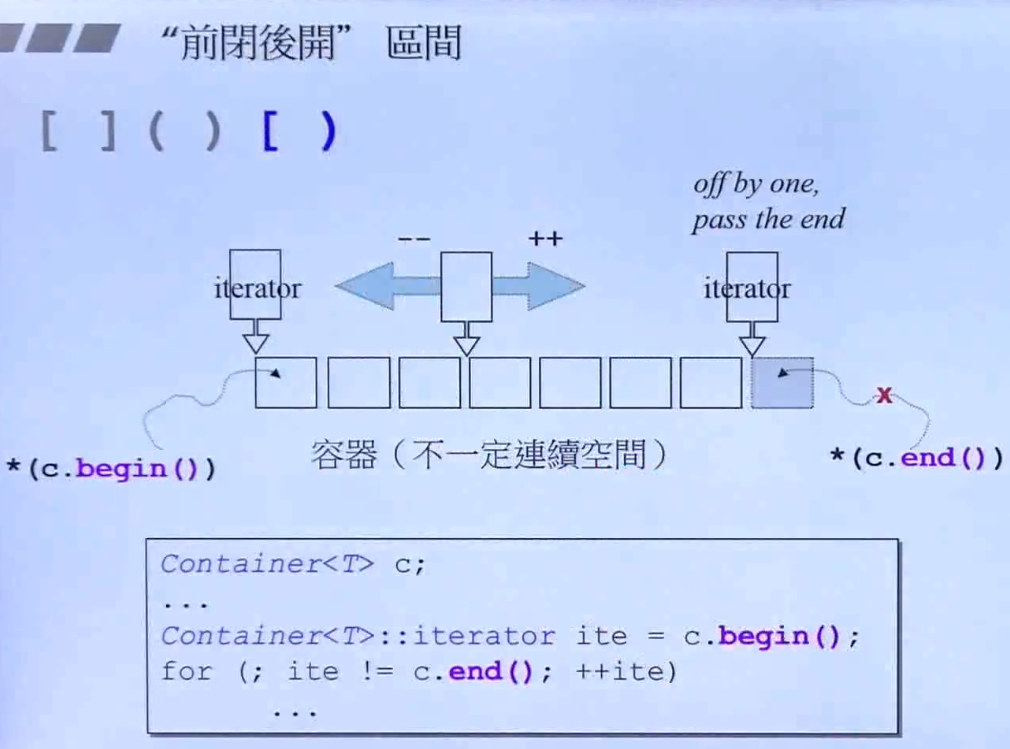 “前閉後開” 區間
[ ] ( ) [ )
off by one,
pass the end
-- ++
iterator iterator
*(c.begin()) 容器（不一定連續空間） x *(c.end())
Container<T> c;
...
Container<T>::iterator ite = c.begin();
for (; ite != c.end(); ++ite)
...